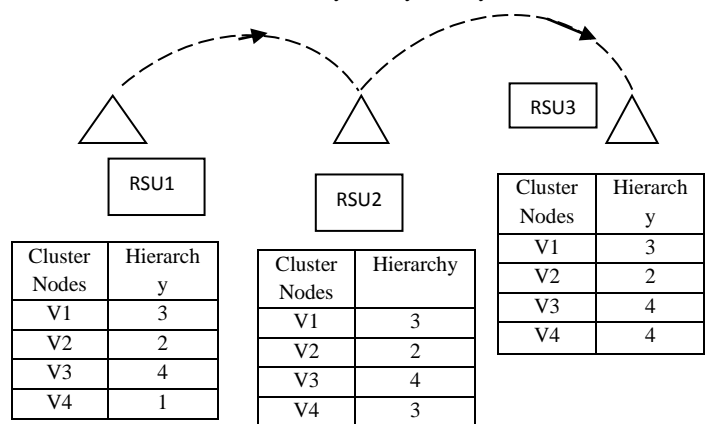 RSU3
RSU1
RSU2
Cluster Hierarch
Nodes y
V1 3
V2 2
V3 4
V4 1
Cluster Hierarchy
Nodes
V1 3
V2 2
V3 4
V4 3
Cluster Hierarch
Nodes y
V1 3
V2 2
V3 4
V4 4